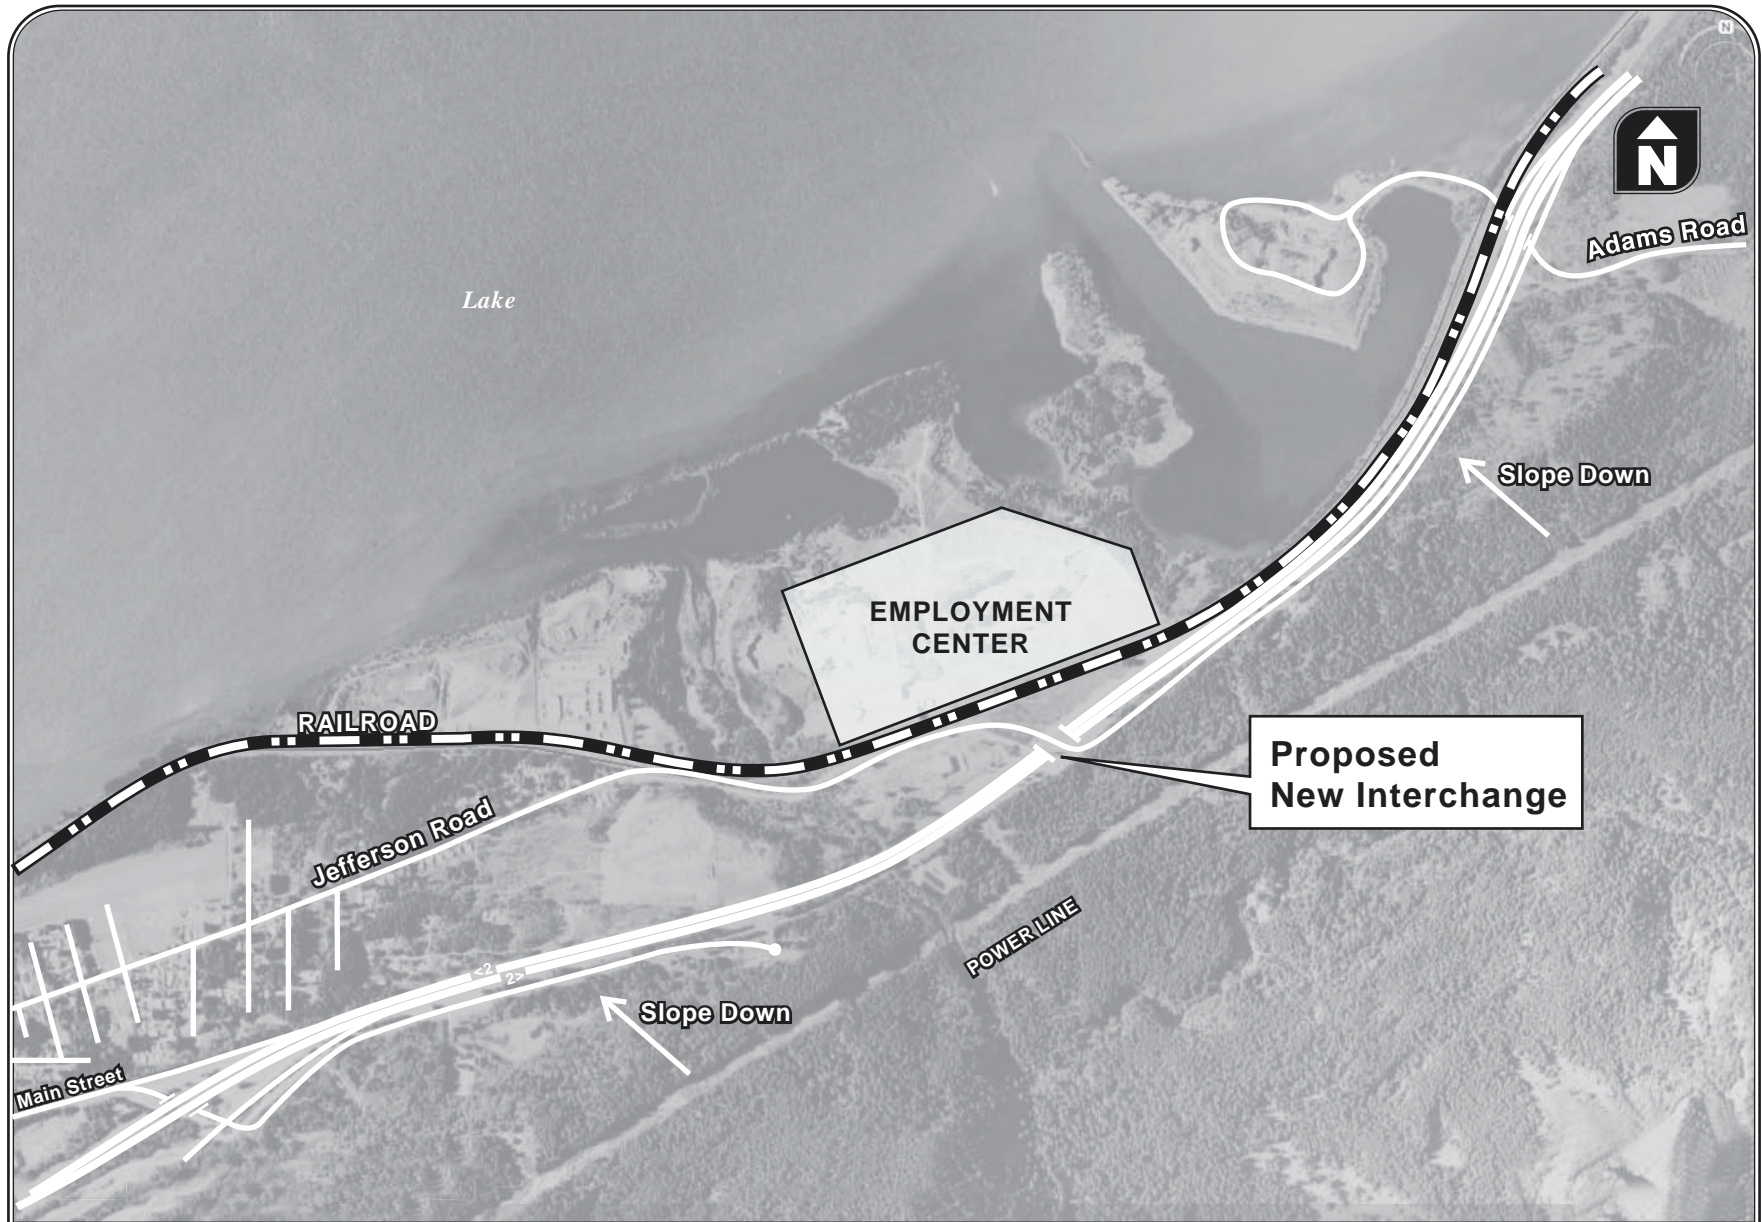 N
N
Adams Road
Lake
Slope Down
EMPLOYMENT
CENTER
RAILROAD
Proposed
New Interchange
Jefferson Road
POWER LINE
<2
2>
Slope Down
Main Street